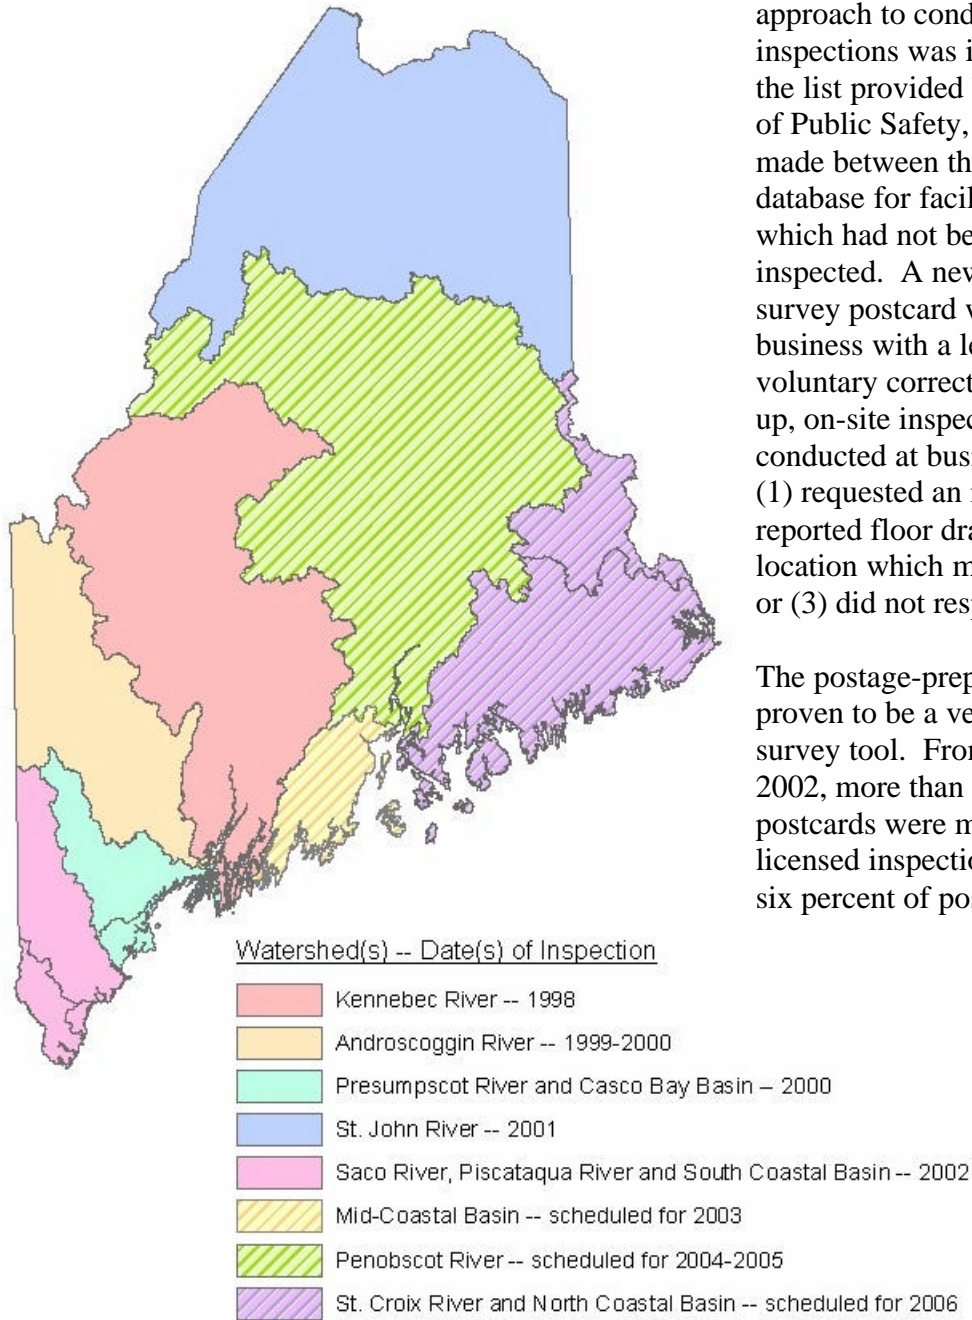 approach to cond
inspections was i
the list provided
of Public Safety,
made between th
database for facil
which had not be
inspected. A new
survey postcard v
business with a le
voluntary correct
up, on-site inspec
conducted at busi
(1) requested an i
reported floor dra
location which m
or (3) did not resp
The postage-prep
proven to be a ve
survey tool. Fron
2002, more than
postcards were m
licensed inspectio
six percent of pos
Watershed(s) -- Date(s) of Inspection
Kennebec River -- 1998
Androscoggin River -- 1999-2000
Presumpscot River and Casco Bay Basin – 2000
St. John River -- 2001
Saco River, Piscataqua River and South Coastal Basin -- 2002
Mid-Coastal Basin -- scheduled for 2003
Penobscot River -- scheduled for 2004-2005
St. Croix River and North Coastal Basin -- scheduled for 2006